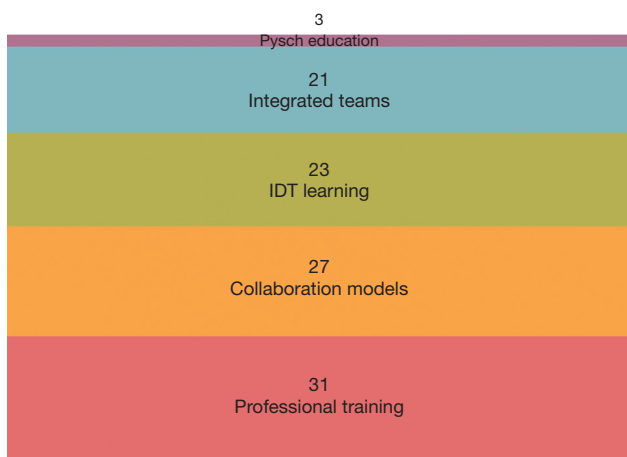 3
Pysch education
21
Integrated teams
23
IDT learning
27
Collaboration models
31
Professional training